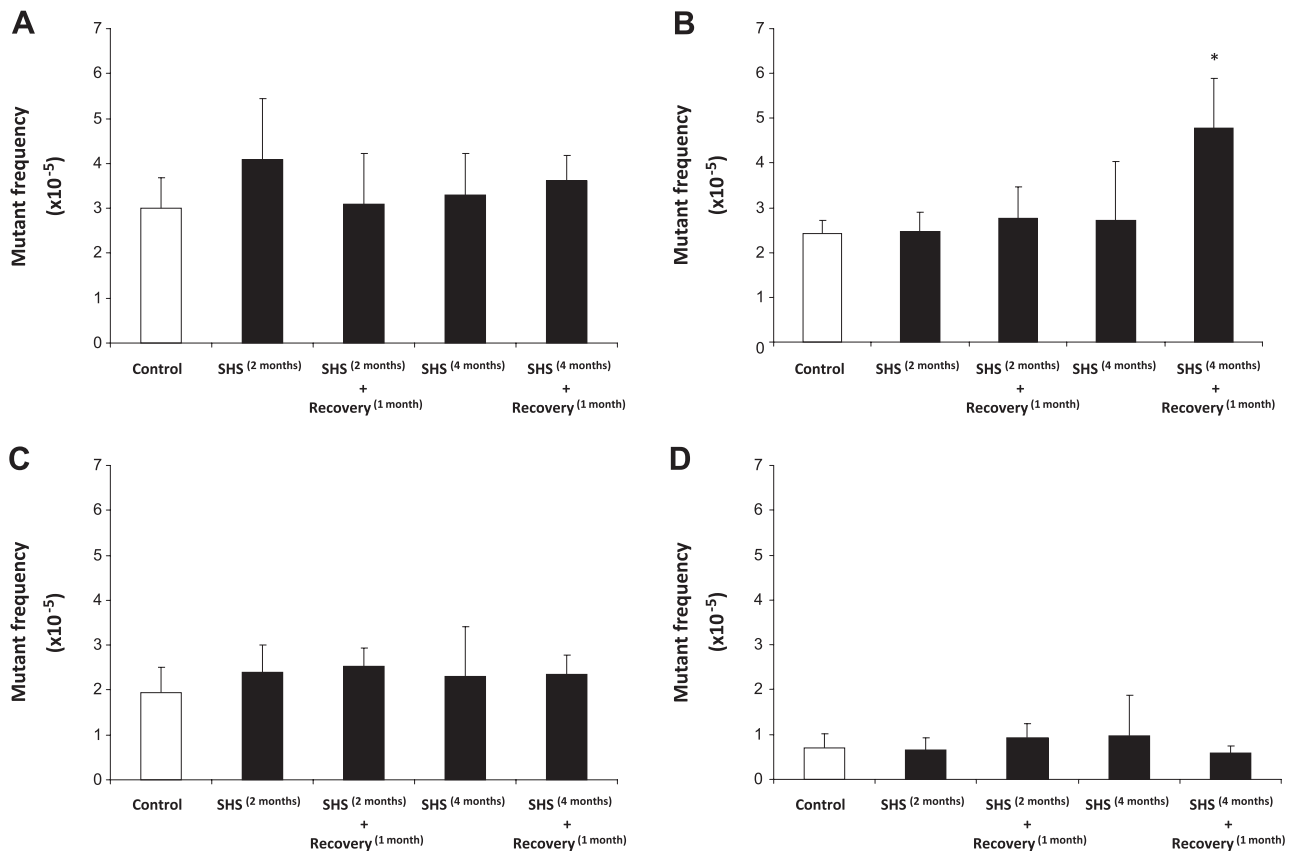 A
Mutant frequency
(x10⁻⁵)
7
6
5
4
3
2
1
0
Control
SHS (2 months)
SHS (2 months)
+
Recovery (1 month)
SHS (4 months)
SHS (4 months)
+
Recovery (1 month)
B
Mutant frequency
(x10⁻⁵)
7
6
5
4
3
2
1
0
*
Control
SHS (2 months)
SHS (2 months)
+
Recovery (1 month)
SHS (4 months)
SHS (4 months)
+
Recovery (1 month)
C
Mutant frequency
(x10⁻⁵)
7
6
5
4
3
2
1
0
Control
SHS (2 months)
SHS (2 months)
+
Recovery (1 month)
SHS (4 months)
SHS (4 months)
+
Recovery (1 month)
D
Mutant frequency
(x10⁻⁵)
7
6
5
4
3
2
1
0
Control
SHS (2 months)
SHS (2 months)
+
Recovery (1 month)
SHS (4 months)
SHS (4 months)
+
Recovery (1 month)